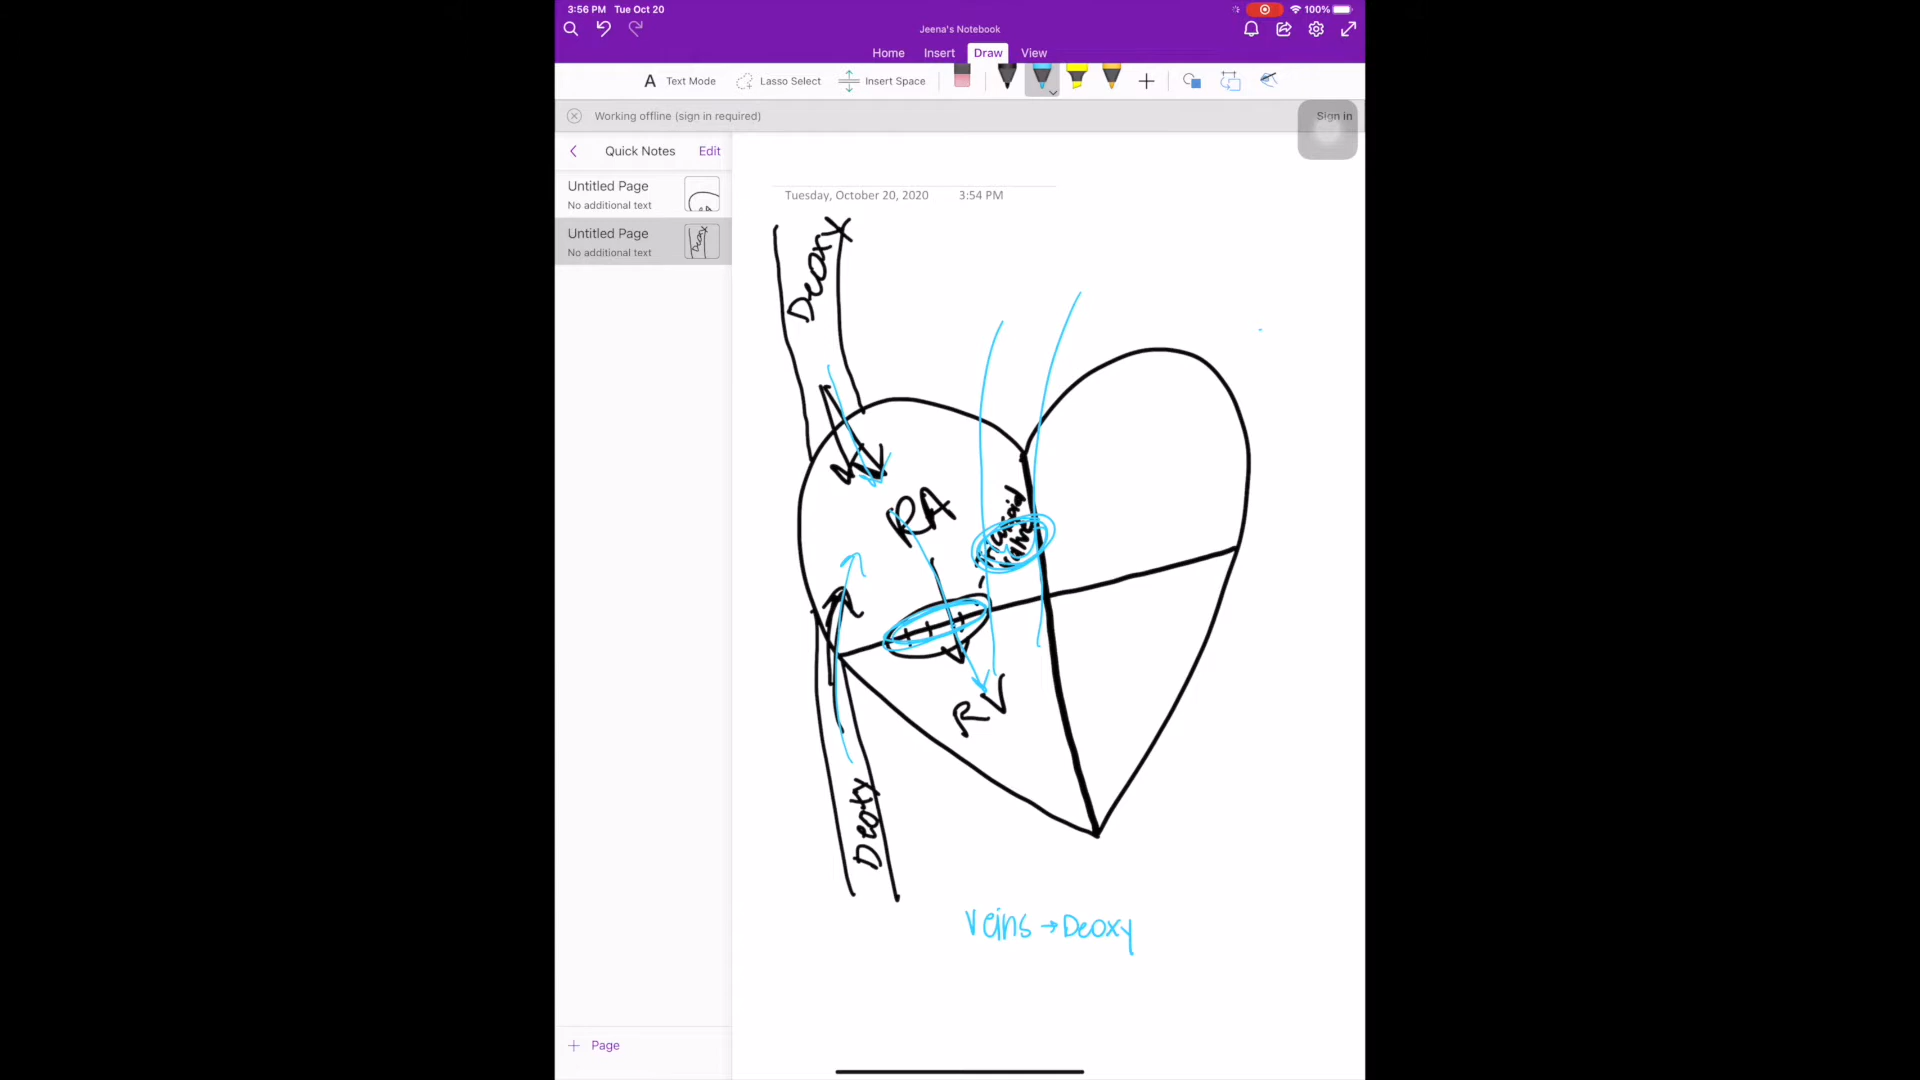 3:56 PM Tue Oct 20
100%
Jeena's Notebook
Home Insert Draw View
A Text Mode Lasso Select Insert Space
Working offline (sign in required) Sign in
Quick Notes Edit
Untitled Page
No additional text
Untitled Page
No additional text
Tuesday, October 20, 2020 3:54 PM
Deoxy
RA
RV
Deoxy
Veins → Deoxy
+ Page